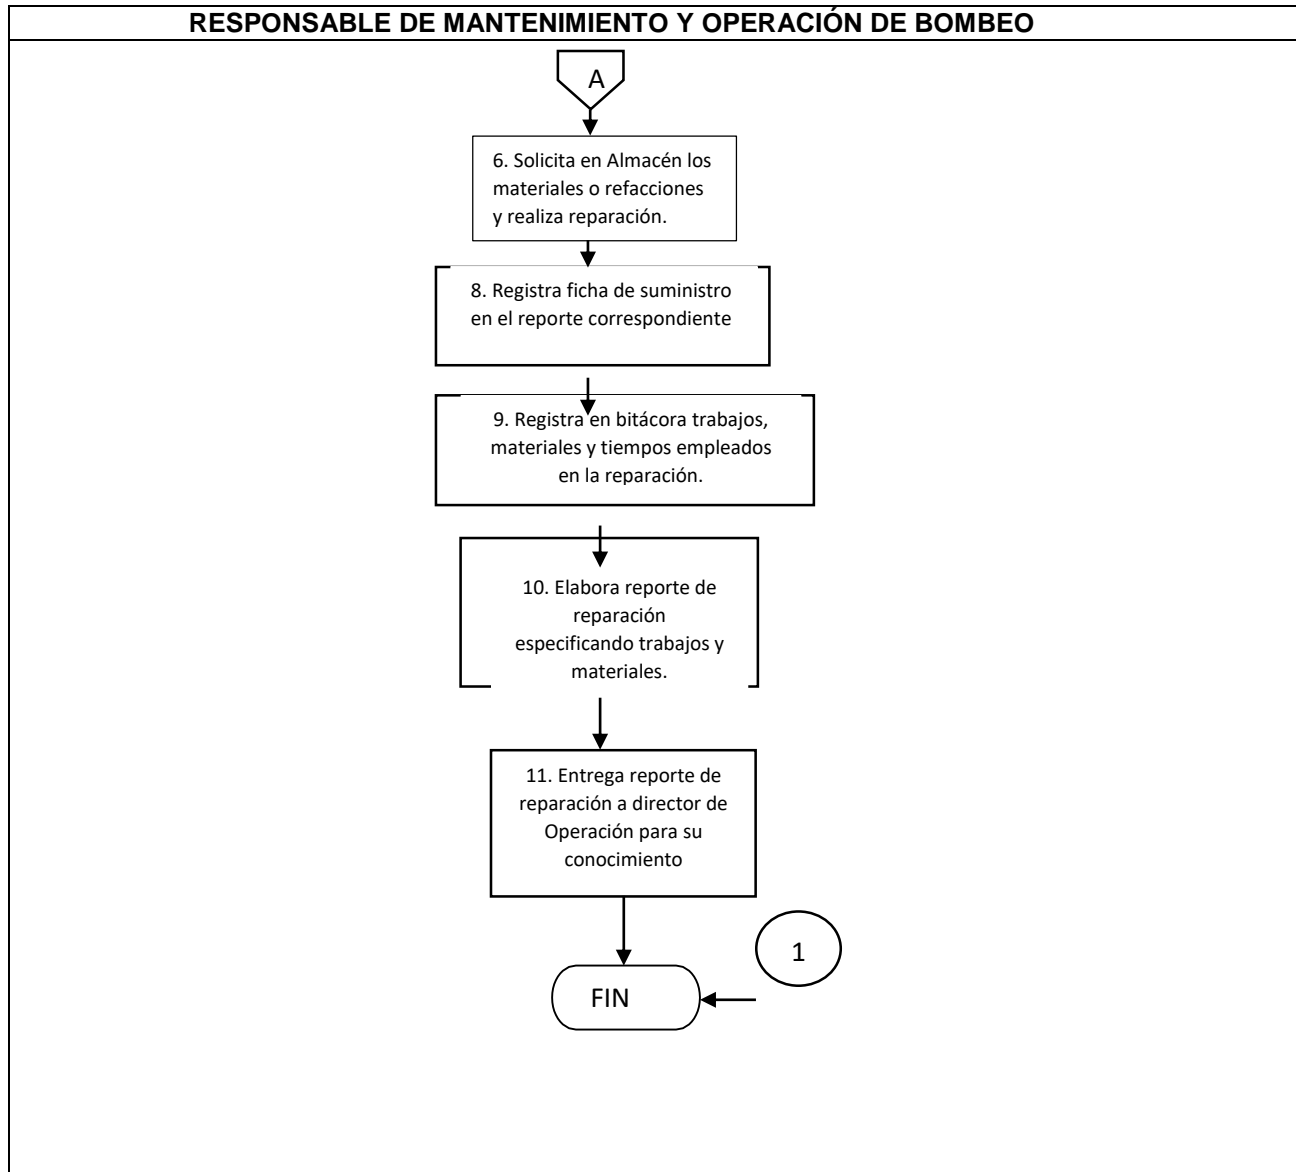 RESPONSABLE DE MANTENIMIENTO Y OPERACIÓN DE BOMBEO
A
6. Solicita en Almacén los
materiales o refacciones
y realiza reparación.
8. Registra ficha de suministro
en el reporte correspondiente
9. Registra en bitácora trabajos,
materiales y tiempos empleados
en la reparación.
10. Elabora reporte de
reparación
especificando trabajos y
materiales.
11. Entrega reporte de
reparación a director de
Operación para su
conocimiento
1
FIN